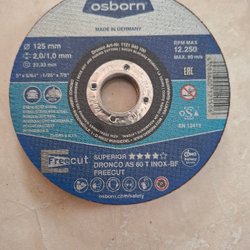 osborn
MADE IN GERMANY
Ø 125 mm
2,0/1,0 mm
22,23 mm
RPM MAX
12.250
MAX. 80 m/s
EAC
EN 12413
Freecut
SUPERIOR ★★★★☆
DRONCO AS 60 T INOX-BF
FREECUT
osborn.com/safety